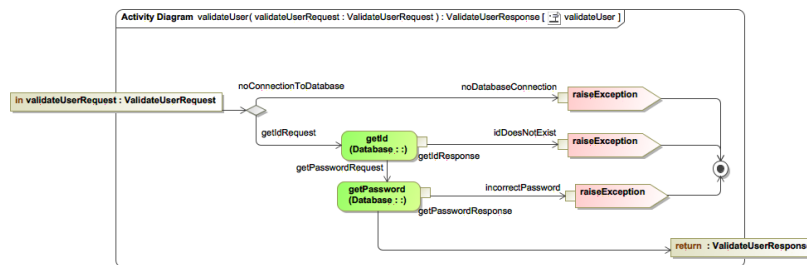 Activity Diagram validateUser( validateUserRequest : ValidateUserRequest ) : ValidateUserResponse [ validateUser ]
noConnectionToDatabase
noDatabaseConnection
raiseException
in validateUserRequest : ValidateUserRequest
getIdRequest
getId
(Database : :)
idDoesNotExist
raiseException
getIdResponse
getPasswordRequest
getPassword
(Database : :)
incorrectPassword
raiseException
getPasswordResponse
return : ValidateUserResponse